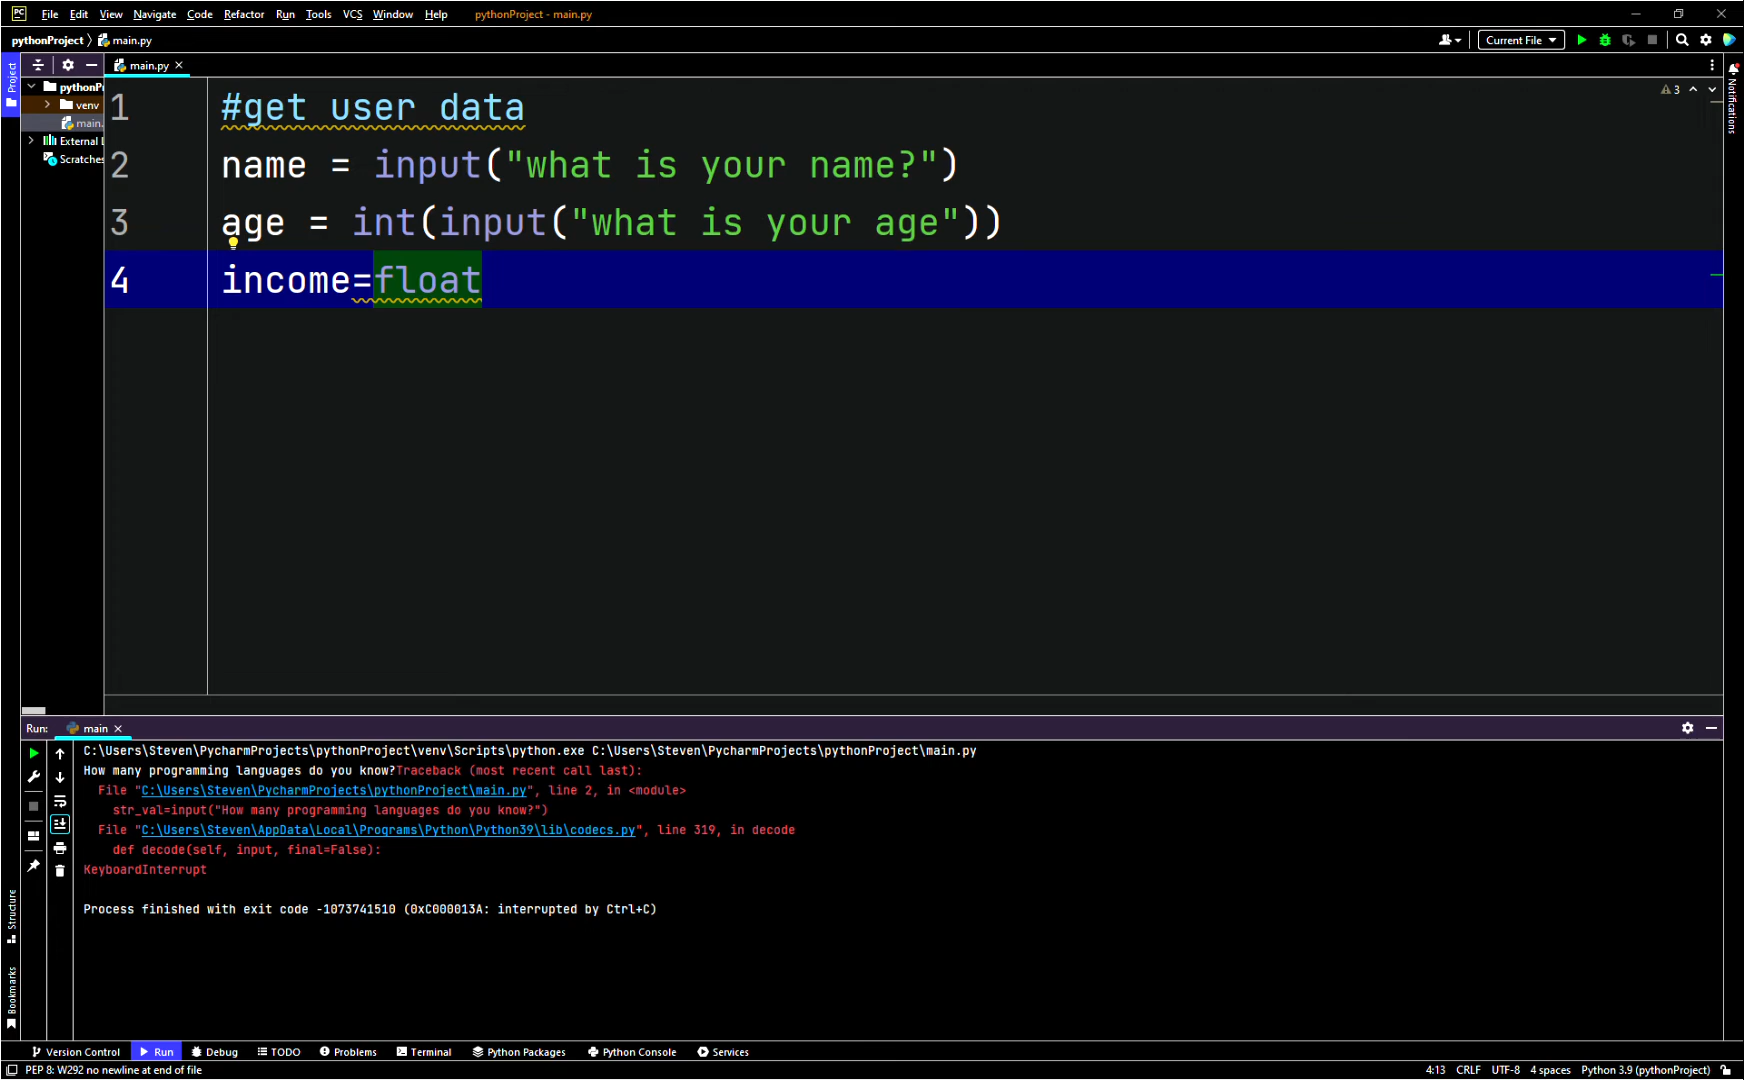 PC File Edit View Navigate Code Refactor Run Tools VCS Window Help pythonProject - main.py
pythonProject main.py Current File
Project
main.py
pythonP
venv
main.
External L
Scratches
3
Notifications
1 #get user data
2 name = input("what is your name?")
3 age = int(input("what is your age"))
4 income=float
Run: main
C:\Users\Steven\PycharmProjects\pythonProject\venv\Scripts\python.exe C:\Users\Steven\PycharmProjects\pythonProject\main.py
How many programming languages do you know?Traceback (most recent call last):
File "C:\Users\Steven\PycharmProjects\pythonProject\main.py", line 2, in <module>
str_val=input("How many programming languages do you know?")
File "C:\Users\Steven\AppData\Local\Programs\Python\Python39\lib\codecs.py", line 319, in decode
def decode(self, input, final=False):
KeyboardInterrupt
Process finished with exit code -1073741510 (0xC000013A: interrupted by Ctrl+C)
Structure
Bookmarks
Version Control Run Debug TODO Problems Terminal Python Packages Python Console Services
PEP 8: W292 no newline at end of file 4:13 CRLF UTF-8 4 spaces Python 3.9 (pythonProject)